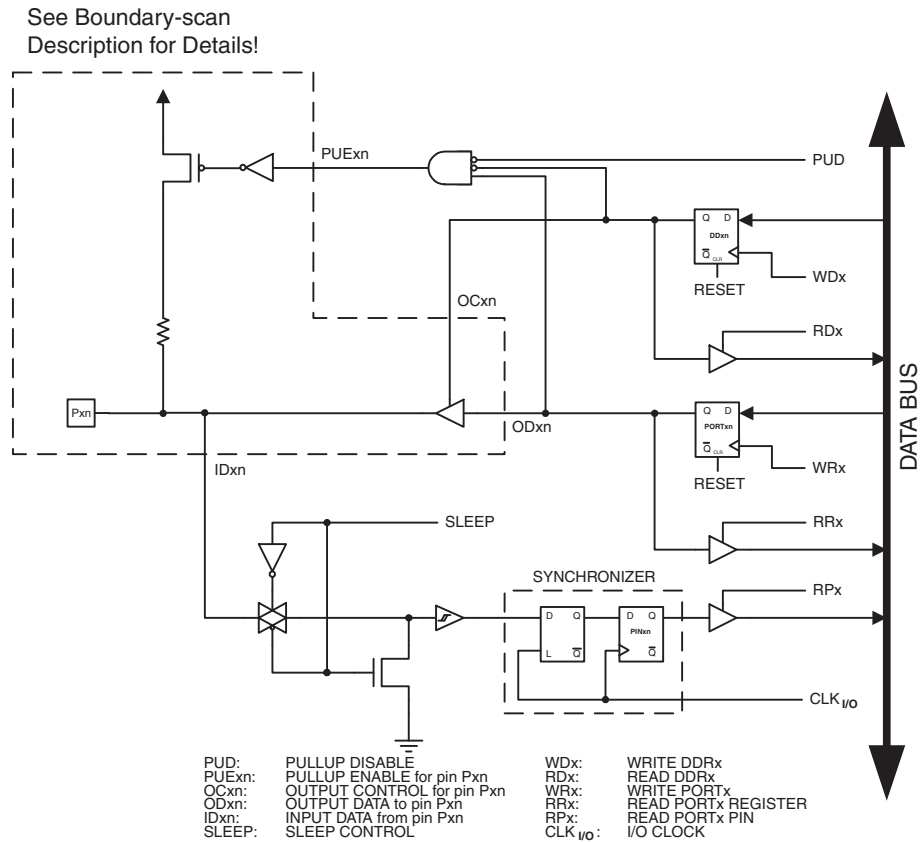 See Boundary-scan
Description for Details!
PUExn
PUD
Q D
DDxn
Q CLR
WDx
RESET
OCxn
RDx
Pxn
ODxn
Q D
PORTxn
Q CLR
WRx
RESET
IDxn
DATA BUS
SLEEP
RRx
SYNCHRONIZER
RPx
D Q
L Q
D Q
PINxn
Q
CLK I/O
PUD: PULLUP DISABLE
PUExn: PULLUP ENABLE for pin Pxn
OCxn: OUTPUT CONTROL for pin Pxn
ODxn: OUTPUT DATA to pin Pxn
IDxn: INPUT DATA from pin Pxn
SLEEP: SLEEP CONTROL
WDx: WRITE DDRx
RDx: READ DDRx
WRx: WRITE PORTx
RRx: READ PORTx REGISTER
RPx: READ PORTx PIN
CLK I/O: I/O CLOCK